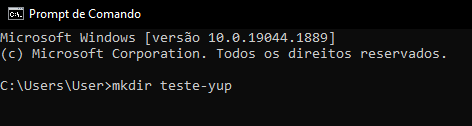 Prompt de Comando
Microsoft Windows [versão 10.0.19044.1889]
(c) Microsoft Corporation. Todos os direitos reservados.
C:\Users\User>mkdir teste-yup